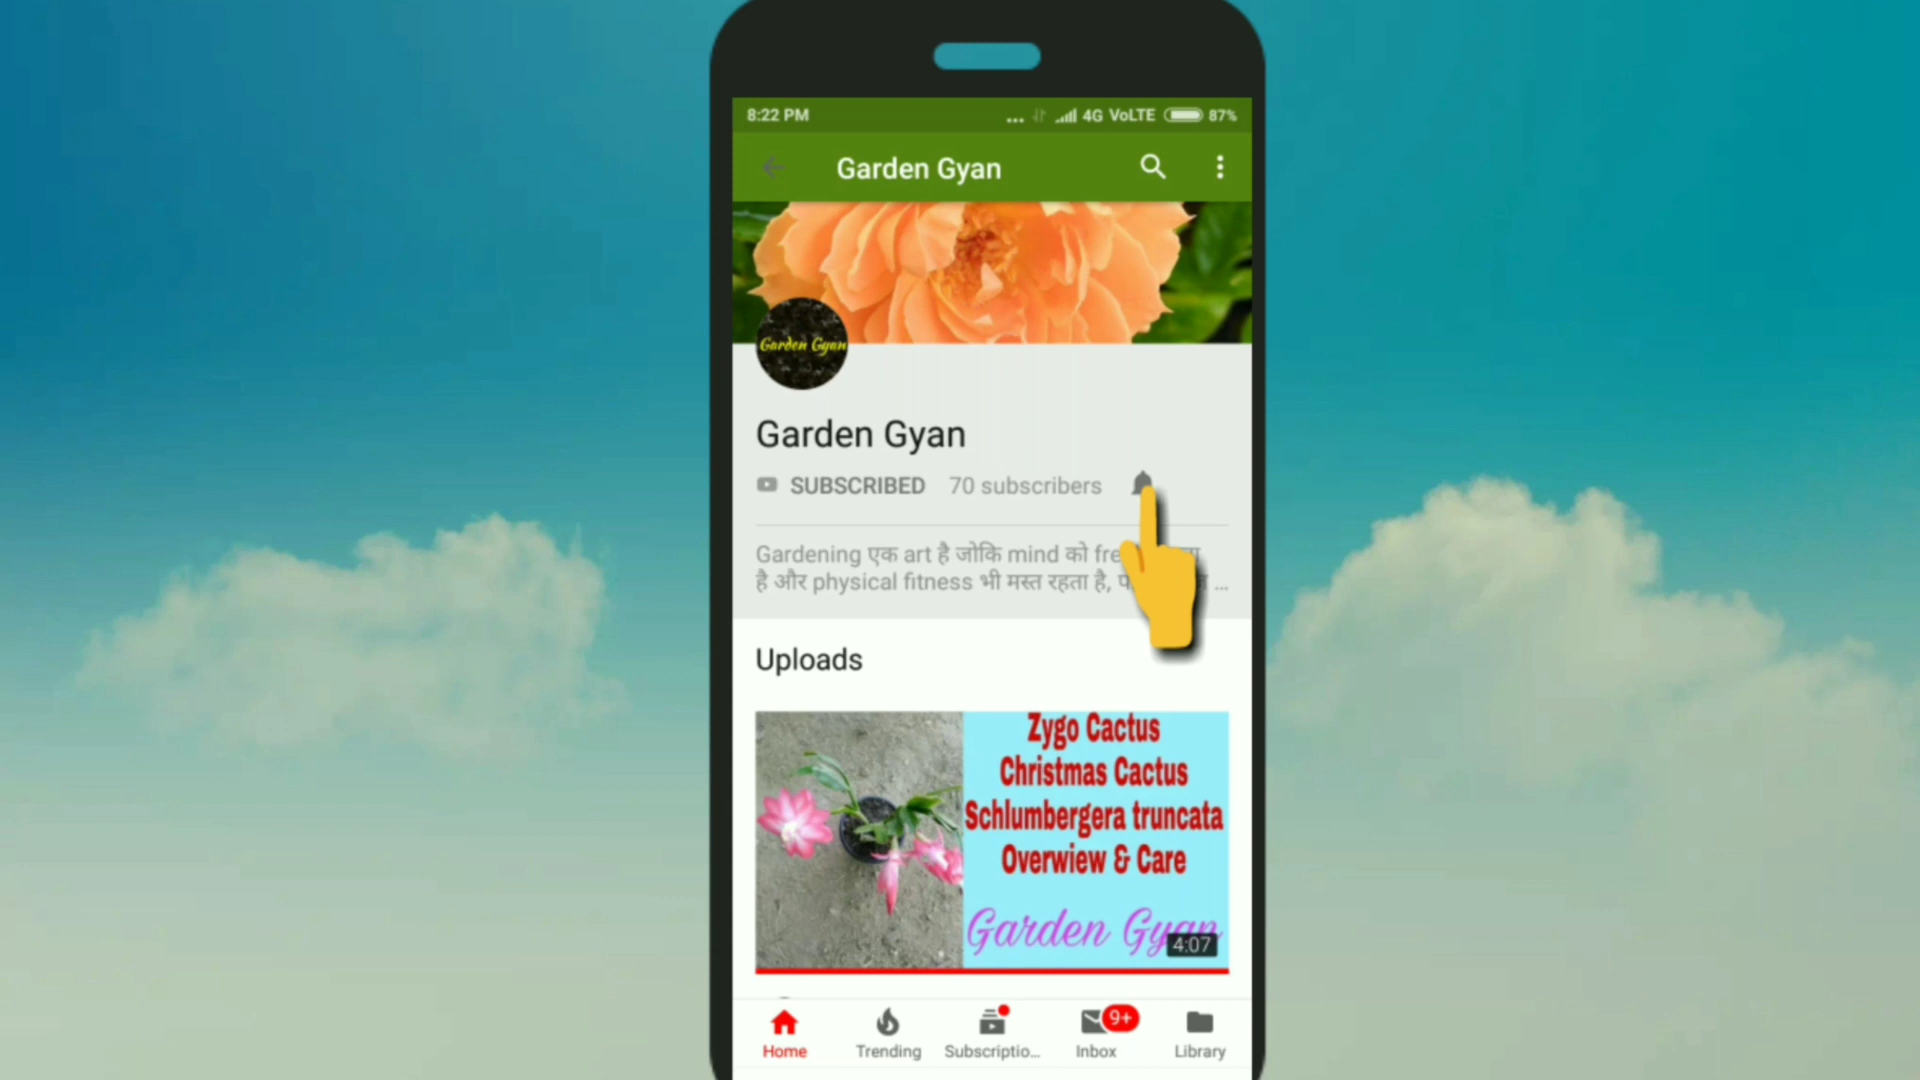 8:22 PM ... 4G VoLTE 87%
Garden Gyan
Garden Gyan
Garden Gyan
SUBSCRIBED 70 subscribers
Gardening एक art है जोकि mind को
है और physical fitness भी मस्त रहता है, ...
Uploads
Zygo Cactus
Christmas Cactus
Schlumbergera truncata
Overwiew & Care
Garden Gyan
4:07
9+
Home Trending Subscriptio... Inbox Library